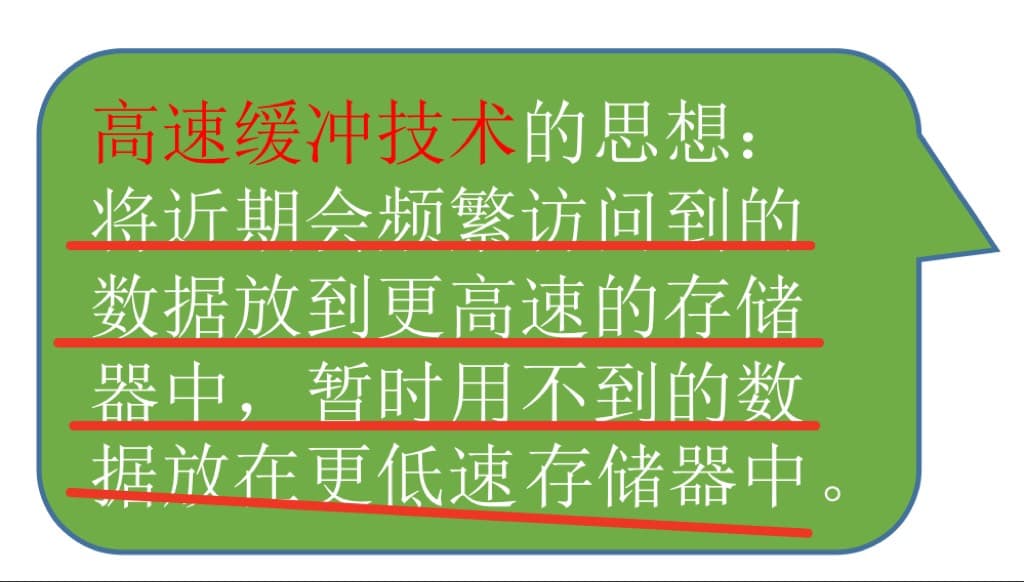 高速缓冲技术的思想：
将近期会频繁访问到的
数据放到更高速的存储
器中，暂时用不到的数
据放在更低速存储器中。